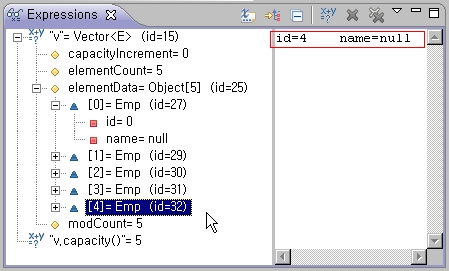 Expressions
"v"= Vector<E> (id=15)
capacityIncrement= 0
elementCount= 5
elementData= Object[5] (id=25)
[0]= Emp (id=27)
id= 0
name= null
[1]= Emp (id=29)
[2]= Emp (id=30)
[3]= Emp (id=31)
[4]= Emp (id=32)
modCount= 5
"v,capacity()"= 5
id=4 name=null